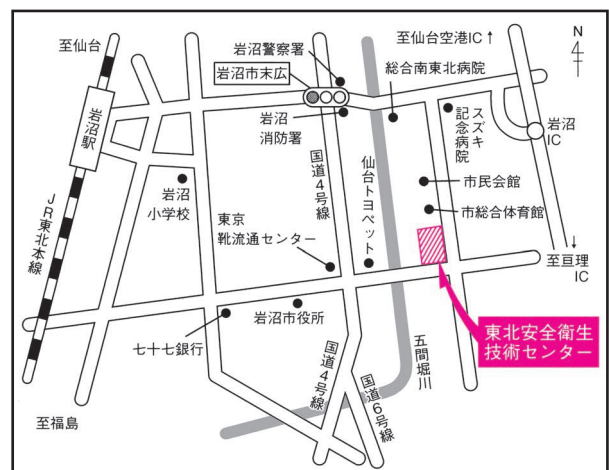 至仙台
岩沼警察署
至仙台空港IC↑
N
岩沼市末広
総合南東北病院
岩沼駅
岩沼
消防署
スズキ
記念病院
岩沼
IC
国道4号線
仙台トヨペット
市民会館
岩沼
小学校
市総合体育館
JR東北本線
東京
靴流通センター
↓
至亘理
IC
岩沼市役所
七十七銀行
東北安全衛生
技術センター
国道4号線
国道6号線
五間堀川
至福島